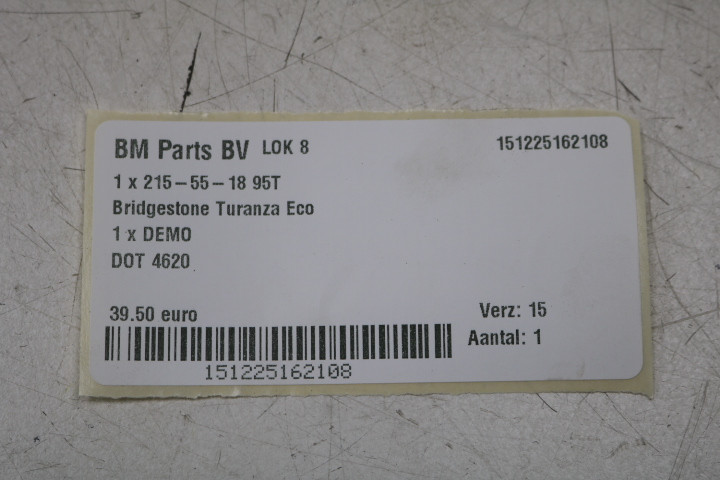 BM Parts BV LOK 8 151225162108
1 x 215-55-18 95T
Bridgestone Turanza Eco
1 x DEMO
DOT 4620
39.50 euro Verz: 15
Aantal: 1
151225162108